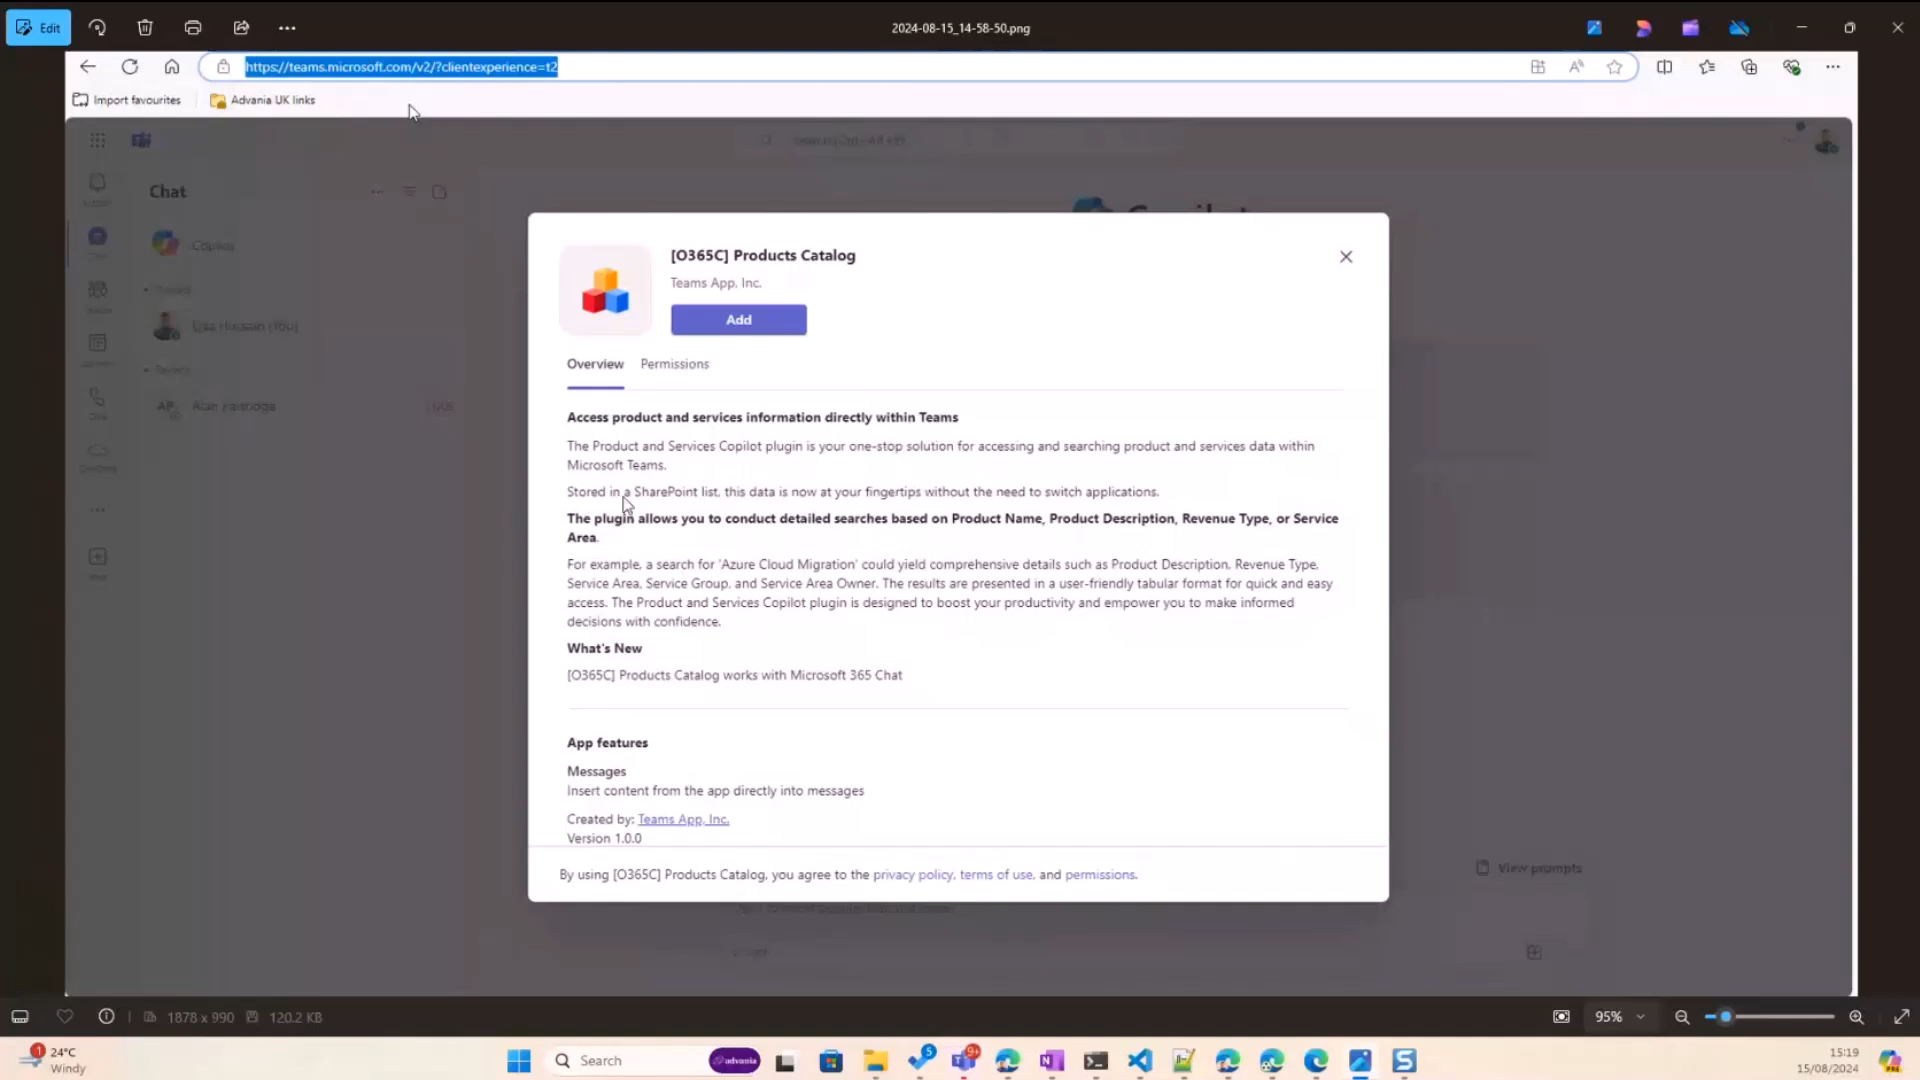 Edit
2024-08-15_14-58-50.png
https://teams.microsoft.com/v2/?clientexperience=t2
Import favourites
Advania UK links
Chat
Copilot
[O365C] Products Catalog
Teams App, Inc.
Add
Overview
Permissions
Access product and services information directly within Teams
The Product and Services Copilot plugin is your one-stop solution for accessing and searching product and services data within
Microsoft Teams.
Stored in a SharePoint list, this data is now at your fingertips without the need to switch applications.
The plugin allows you to conduct detailed searches based on Product Name, Product Description, Revenue Type, or Service
Area.
For example, a search for 'Azure Cloud Migration' could yield comprehensive details such as Product Description, Revenue Type,
Service Area, Service Group, and Service Area Owner. The results are presented in a user-friendly tabular format for quick and easy
access. The Product and Services Copilot plugin is designed to boost your productivity and empower you to make informed
decisions with confidence.
What's New
[O365C] Products Catalog works with Microsoft 365 Chat
App features
Messages
Insert content from the app directly into messages
Created by: Teams App, Inc.
Version 1.0.0
By using [O365C] Products Catalog, you agree to the privacy policy, terms of use, and permissions.
View prompts
1878 x 990
120.2 KB
95%
1
24°C
Windy
Search
advania
5
9+
15:19
15/08/2024